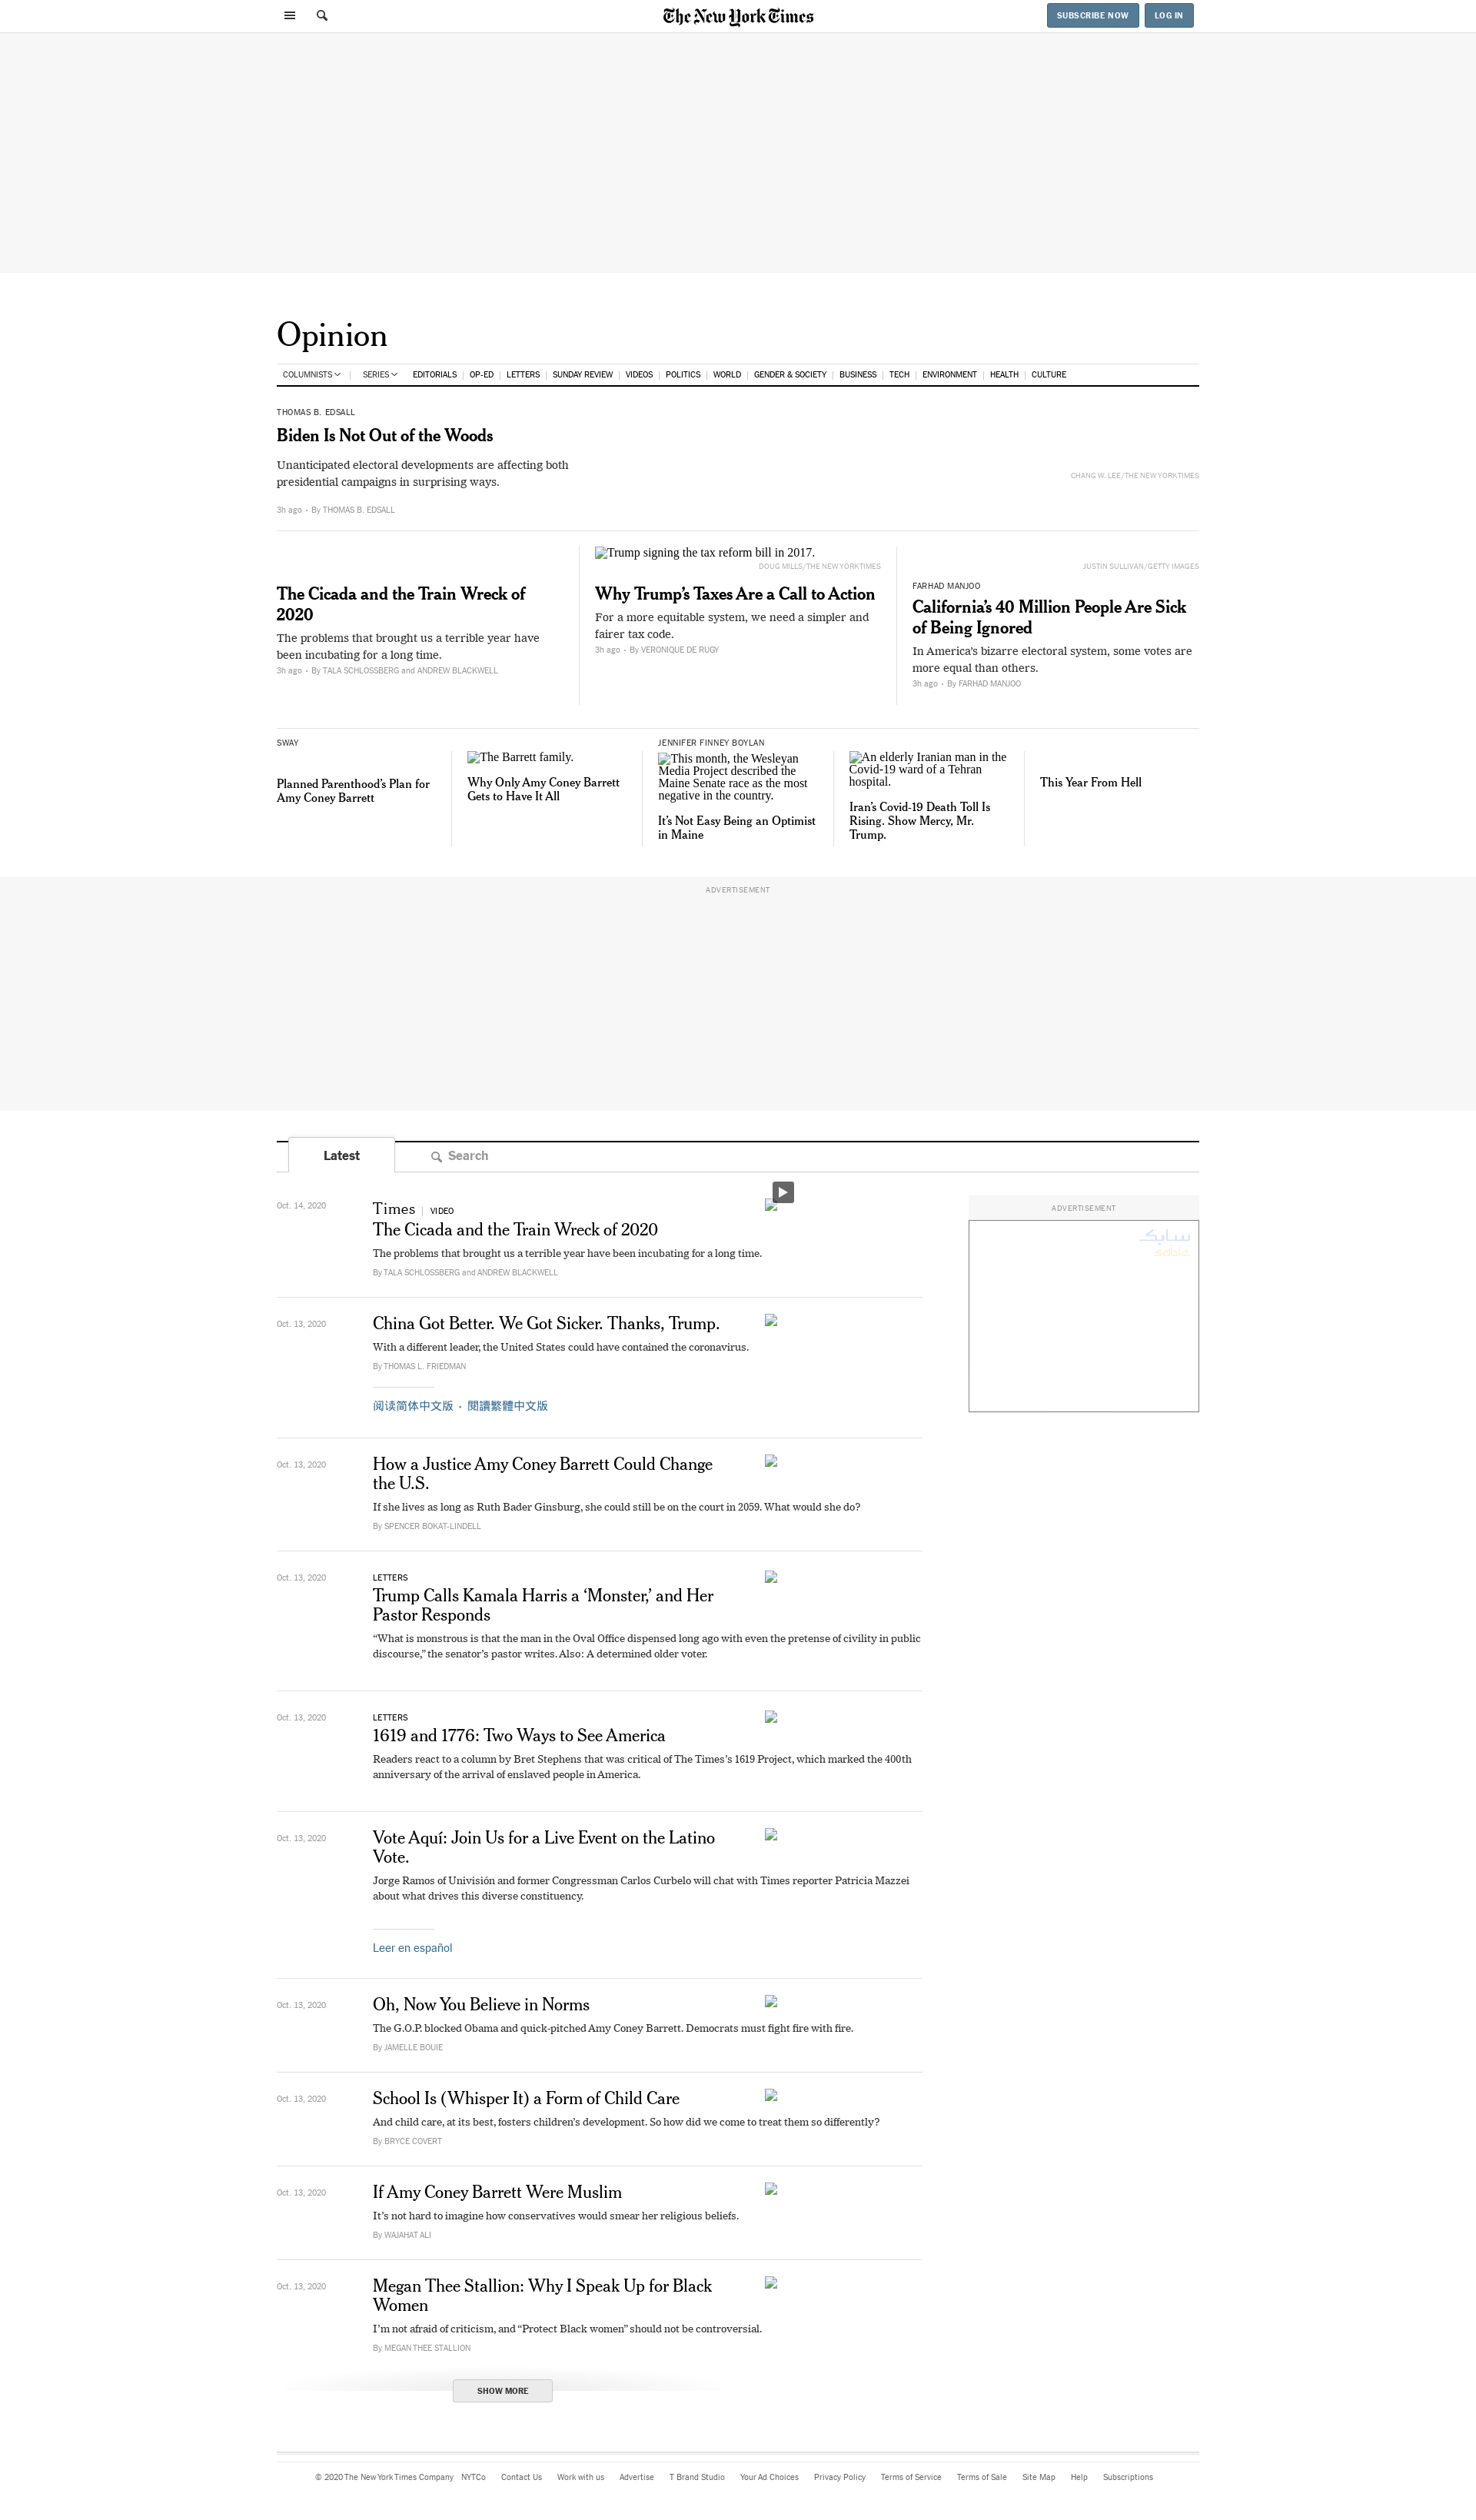 The New York Times
SUBSCRIBE NOW
LOG IN
Opinion
COLUMNISTS | SERIES EDITORIALS | OP-ED | LETTERS | SUNDAY REVIEW | VIDEOS | POLITICS | WORLD | GENDER & SOCIETY | BUSINESS | TECH | ENVIRONMENT | HEALTH | CULTURE
THOMAS B. EDSALL
Biden Is Not Out of the Woods
Unanticipated electoral developments are affecting both
presidential campaigns in surprising ways.
CHANG W. LEE/THE NEW YORK TIMES
3h ago • By THOMAS B. EDSALL
The Cicada and the Train Wreck of
2020
The problems that brought us a terrible year have
been incubating for a long time.
3h ago • By TALA SCHLOSSBERG and ANDREW BLACKWELL
Trump signing the tax reform bill in 2017.
DOUG MILLS/THE NEW YORK TIMES
Why Trump’s Taxes Are a Call to Action
For a more equitable system, we need a simpler and
fairer tax code.
3h ago • By VERONIQUE DE RUGY
JUSTIN SULLIVAN/GETTY IMAGES
FARHAD MANJOO
California’s 40 Million People Are Sick
of Being Ignored
In America’s bizarre electoral system, some votes are
more equal than others.
3h ago • By FARHAD MANJOO
SWAY
Planned Parenthood’s Plan for
Amy Coney Barrett
The Barrett family.
Why Only Amy Coney Barrett
Gets to Have It All
JENNIFER FINNEY BOYLAN
This month, the Wesleyan
Media Project described the
Maine Senate race as the most
negative in the country.
It’s Not Easy Being an Optimist
in Maine
An elderly Iranian man in the
Covid-19 ward of a Tehran
hospital.
Iran’s Covid-19 Death Toll Is
Rising. Show Mercy, Mr.
Trump.
This Year From Hell
ADVERTISEMENT
Latest
Search
Oct. 14, 2020
Times | VIDEO
The Cicada and the Train Wreck of 2020
The problems that brought us a terrible year have been incubating for a long time.
By TALA SCHLOSSBERG and ANDREW BLACKWELL
ADVERTISEMENT
سابك
sabic
Oct. 13, 2020
China Got Better. We Got Sicker. Thanks, Trump.
With a different leader, the United States could have contained the coronavirus.
By THOMAS L. FRIEDMAN
阅读简体中文版 • 閱讀繁體中文版
Oct. 13, 2020
How a Justice Amy Coney Barrett Could Change
the U.S.
If she lives as long as Ruth Bader Ginsburg, she could still be on the court in 2059. What would she do?
By SPENCER BOKAT-LINDELL
Oct. 13, 2020
LETTERS
Trump Calls Kamala Harris a ‘Monster,’ and Her
Pastor Responds
“What is monstrous is that the man in the Oval Office dispensed long ago with even the pretense of civility in public
discourse,” the senator’s pastor writes. Also: A determined older voter.
Oct. 13, 2020
LETTERS
1619 and 1776: Two Ways to See America
Readers react to a column by Bret Stephens that was critical of The Times’s 1619 Project, which marked the 400th
anniversary of the arrival of enslaved people in America.
Oct. 13, 2020
Vote Aquí: Join Us for a Live Event on the Latino
Vote.
Jorge Ramos of Univisión and former Congressman Carlos Curbelo will chat with Times reporter Patricia Mazzei
about what drives this diverse constituency.
Leer en español
Oct. 13, 2020
Oh, Now You Believe in Norms
The G.O.P. blocked Obama and quick-pitched Amy Coney Barrett. Democrats must fight fire with fire.
By JAMELLE BOUIE
Oct. 13, 2020
School Is (Whisper It) a Form of Child Care
And child care, at its best, fosters children’s development. So how did we come to treat them so differently?
By BRYCE COVERT
Oct. 13, 2020
If Amy Coney Barrett Were Muslim
It’s not hard to imagine how conservatives would smear her religious beliefs.
By WAJAHAT ALI
Oct. 13, 2020
Megan Thee Stallion: Why I Speak Up for Black
Women
I’m not afraid of criticism, and “Protect Black women” should not be controversial.
By MEGAN THEE STALLION
SHOW MORE
© 2020 The New York Times Company NYTCo Contact Us Work with us Advertise T Brand Studio Your Ad Choices Privacy Policy Terms of Service Terms of Sale Site Map Help Subscriptions